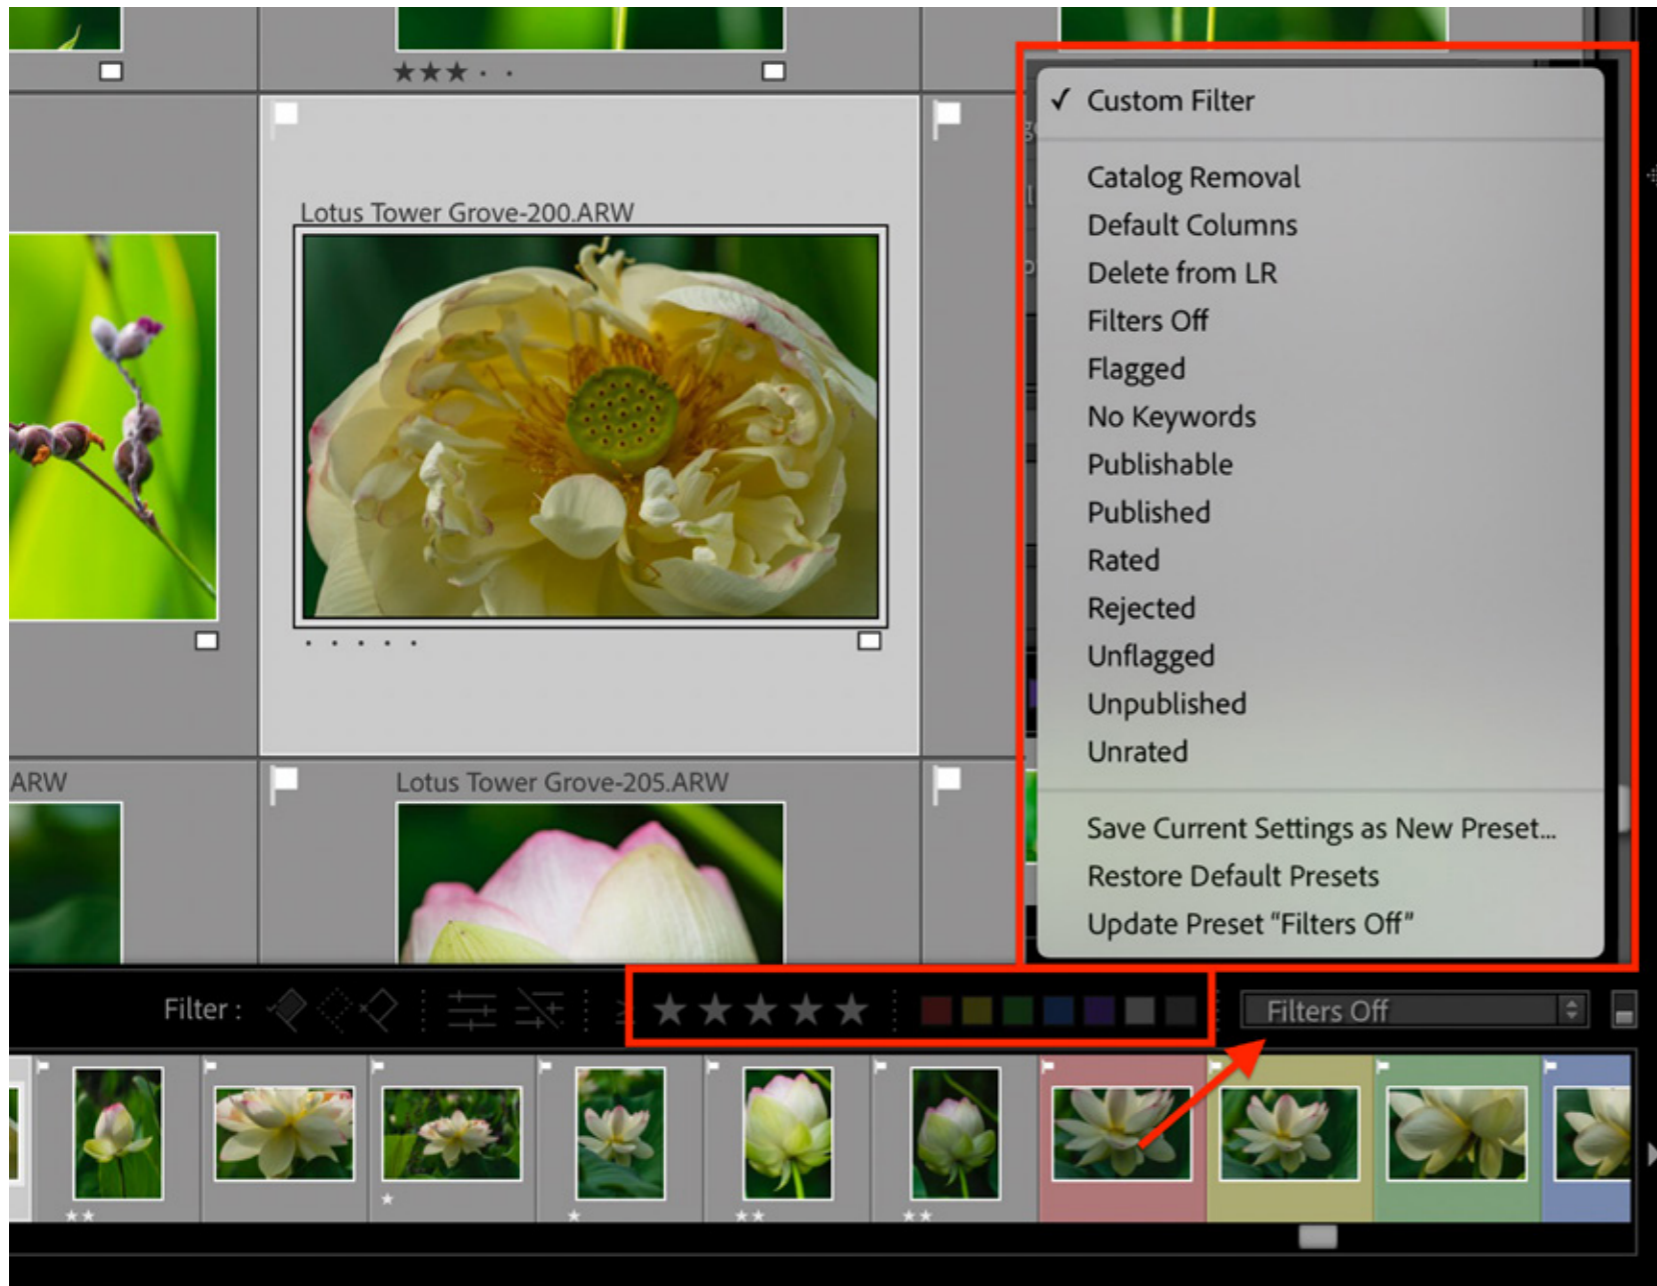 ✓ Custom Filter
Catalog Removal
Lotus Tower Grove-200.ARW
Default Columns
Delete from LR
Filters Off
Flagged
No Keywords
Publishable
Published
Rated
Rejected
Unflagged
Unpublished
Unrated
ARW
Lotus Tower Grove-205.ARW
Save Current Settings as New Preset...
Restore Default Presets
Update Preset “Filters Off”
Filter :
Filters Off